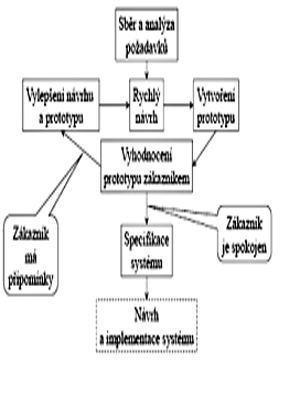 Sběr a analýza
požadavků
Vylepšení návrhu
a prototypu
Rychlý
návrh
Vytvoření
prototypu
Vyhodnocení
prototypu zákazníkem
Zákazník
má
připomínky
Zákazník
je spokojen
Specifikace
systému
Návrh
a implementace systému